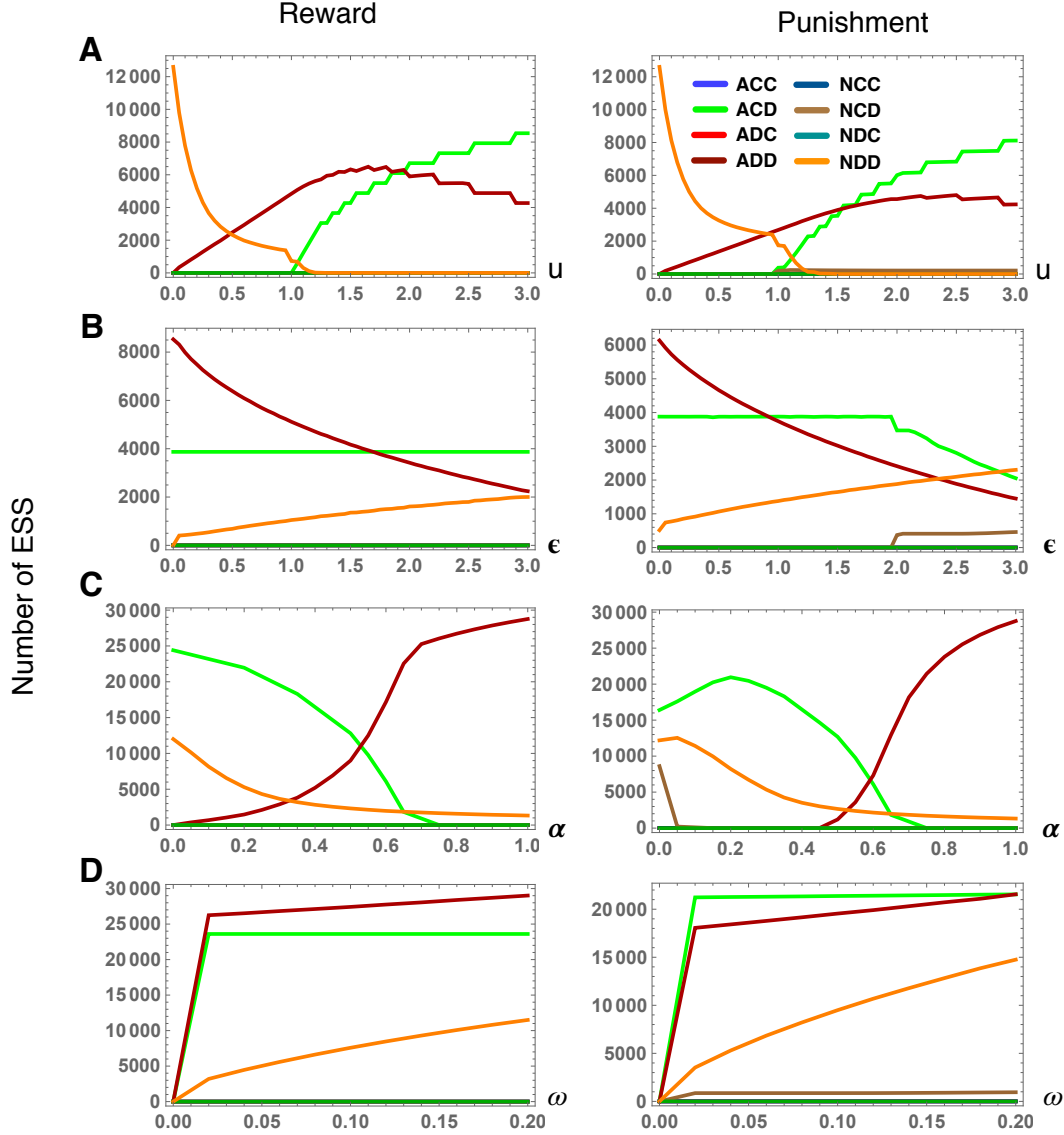 Reward
Punishment
Number of ESS
A
12 000
10 000
8000
6000
4000
2000
0
0.0 0.5 1.0 1.5 2.0 2.5 3.0
u
12 000
10 000
8000
6000
4000
2000
0
0.0 0.5 1.0 1.5 2.0 2.5 3.0
u
ACC NCC
ACD NCD
ADC NDC
ADD NDD
B
8000
6000
4000
2000
0
0.0 0.5 1.0 1.5 2.0 2.5 3.0
ϵ
6000
5000
4000
3000
2000
1000
0
0.0 0.5 1.0 1.5 2.0 2.5 3.0
ϵ
C
30 000
25 000
20 000
15 000
10 000
5000
0
0.0 0.2 0.4 0.6 0.8 1.0
α
30 000
25 000
20 000
15 000
10 000
5000
0
0.0 0.2 0.4 0.6 0.8 1.0
α
D
30 000
25 000
20 000
15 000
10 000
5000
0
0.00 0.05 0.10 0.15 0.20
ω
20 000
15 000
10 000
5000
0
0.00 0.05 0.10 0.15 0.20
ω